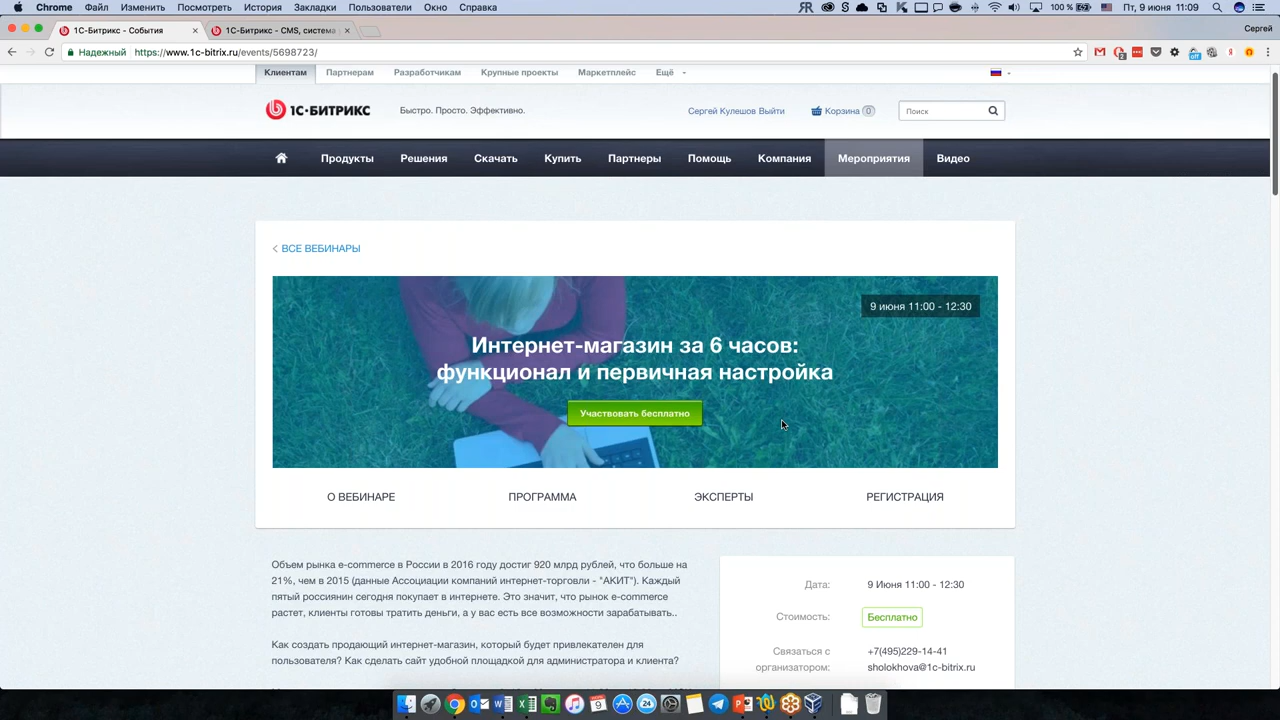 Chrome Файл Изменить Посмотреть История Закладки Пользователи Окно Справка
100 % Пт, 9 июня 11:09
1С-Битрикс - События
1С-Битрикс - CMS, система
Сергей
Надежный https://www.1c-bitrix.ru/events/5698723/
Клиентам Партнерам Разработчикам Крупные проекты Маркетплейс Ещё
1С·БИТРИКС
Быстро. Просто. Эффективно.
Сергей Кулешов Выйти
Корзина 0
Поиск
Продукты Решения Скачать Купить Партнеры Помощь Компания Мероприятия Видео
< ВСЕ ВЕБИНАРЫ
9 июня 11:00 - 12:30
Интернет-магазин за 6 часов:
функционал и первичная настройка
Участвовать бесплатно
О ВЕБИНАРЕ ПРОГРАММА ЭКСПЕРТЫ РЕГИСТРАЦИЯ
Объем рынка e-commerce в России в 2016 году достиг 920 млрд рублей, что больше на
21%, чем в 2015 (данные Ассоциации компаний интернет-торговли - "АКИТ"). Каждый
пятый россиянин сегодня покупает в интернете. Это значит, что рынок e-commerce
растет, клиенты готовы тратить деньги, а у вас есть все возможности зарабатывать..
Как создать продающий интернет-магазин, который будет привлекателен для
пользователя? Как сделать сайт удобной площадкой для администратора и клиента?
Дата: 9 Июня 11:00 - 12:30
Стоимость: Бесплатно
Связаться с
организатором:
+7(495)229-14-41
sholokhova@1c-bitrix.ru